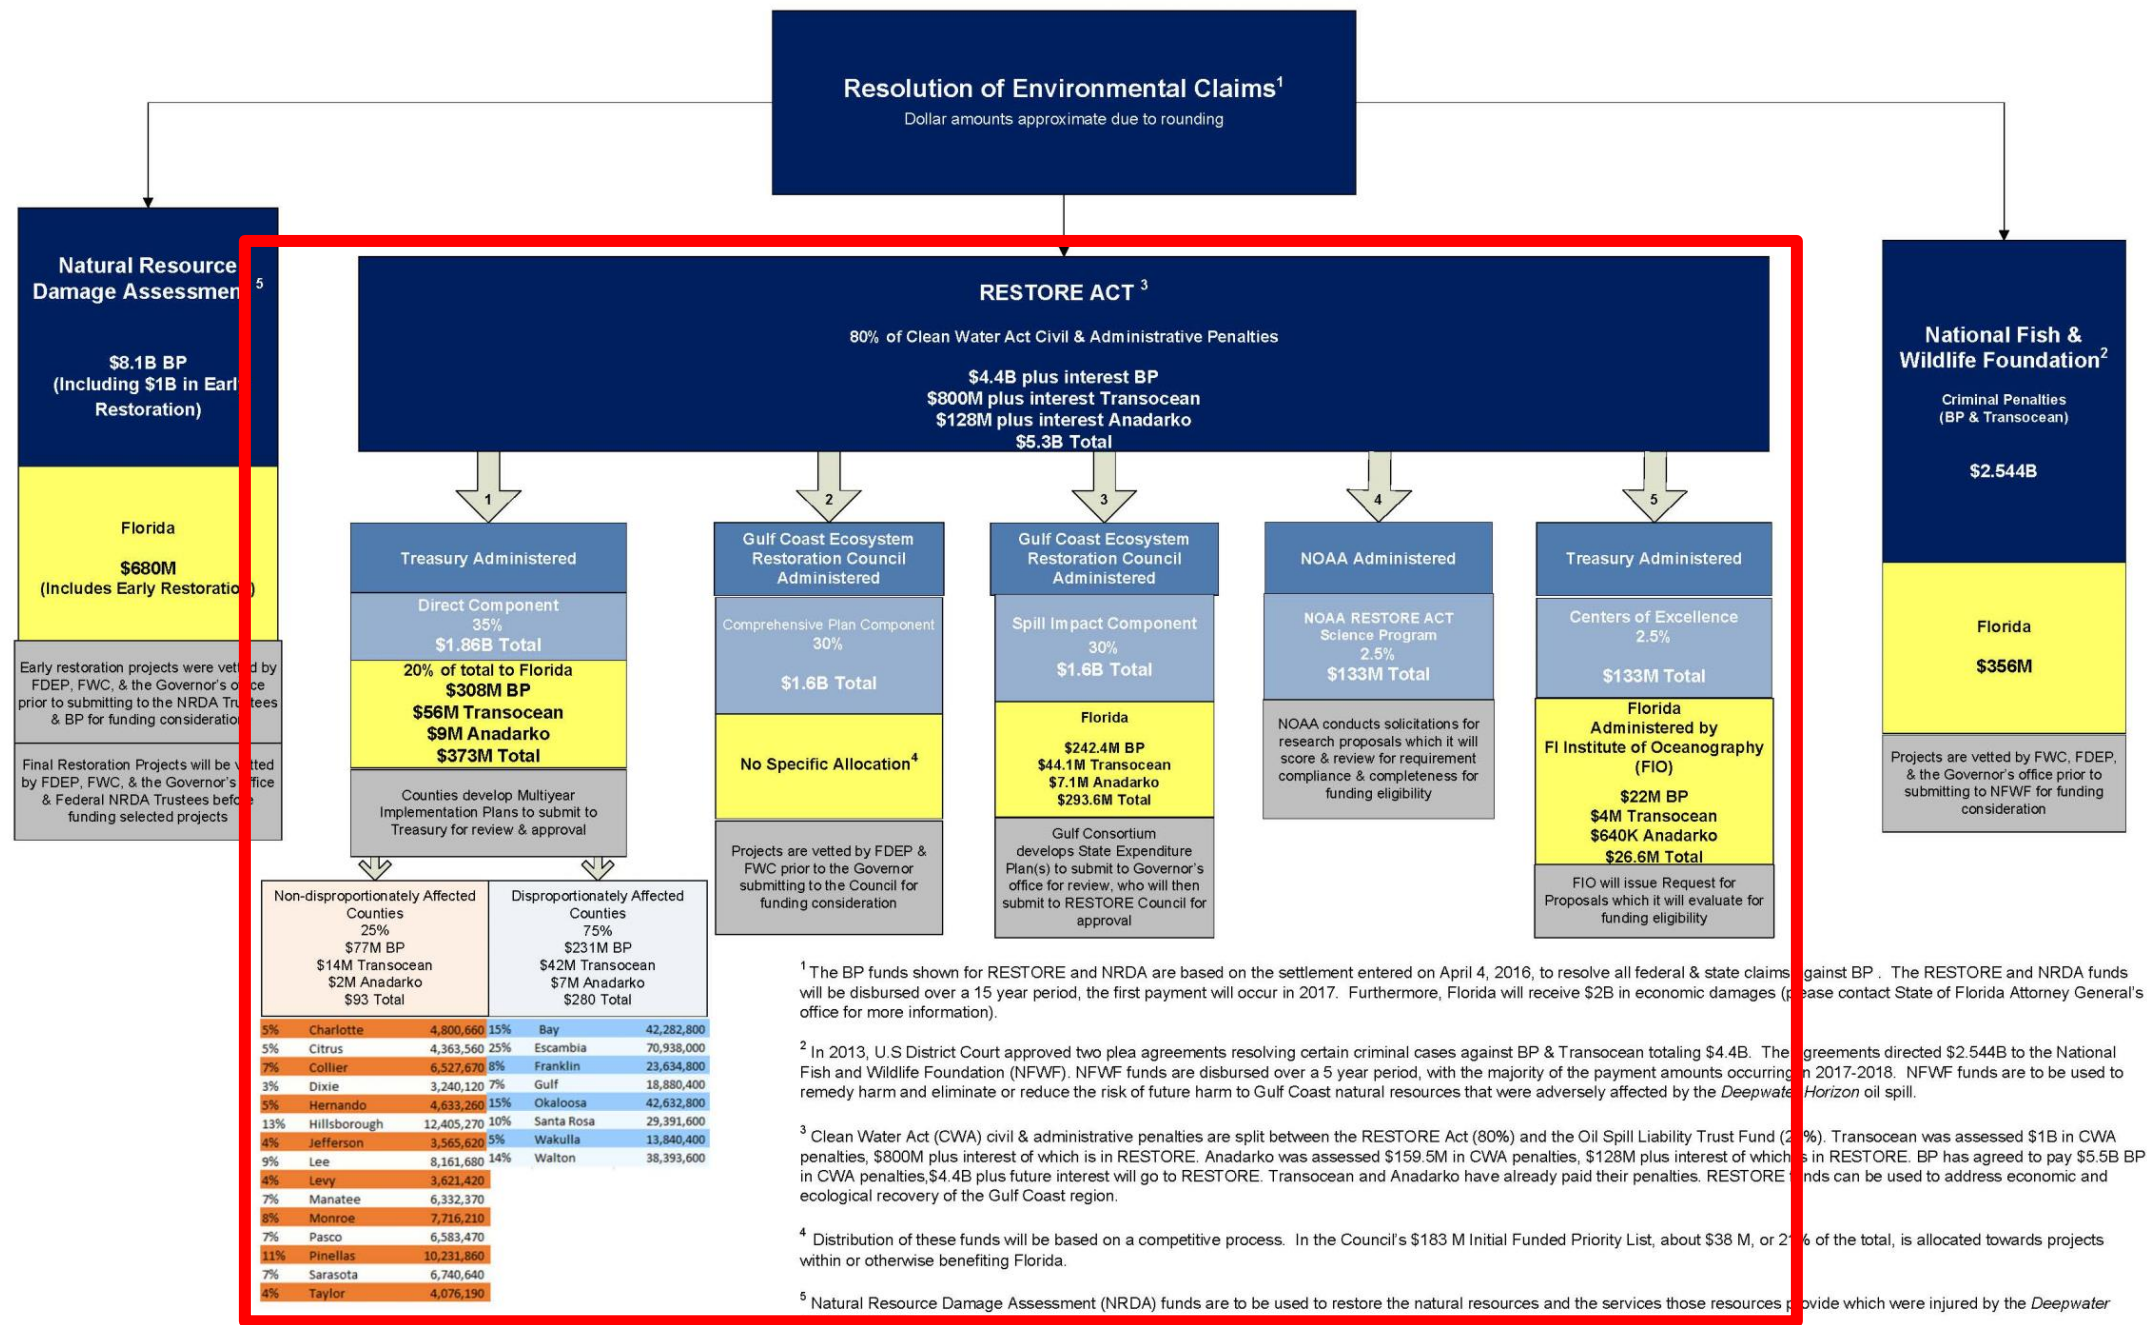 Resolution of Environmental Claims1
Dollar amounts approximate due to rounding
Natural Resource
Damage Assessmen 5
$8.1B BP
(Including $1B in Earl
Restoration)
Florida
$680M
(Includes Early Restoration)
Early restoration projects were vetted by
FDEP, FWC, & the Governor's office
prior to submitting to the NRDA Trustees
& BP for funding consideration
Final Restoration Projects will be vetted
by FDEP, FWC, & the Governor's office
& Federal NRDA Trustees before
funding selected projects
RESTORE ACT 3
80% of Clean Water Act Civil & Administrative Penalties
$4.4B plus interest BP
$800M plus interest Transocean
$128M plus interest Anadarko
$5.3B Total
1
Treasury Administered
Direct Component
35%
$1.86B Total
20% of total to Florida
$308M BP
$56M Transocean
$9M Anadarko
$373M Total
Counties develop Multiyear
Implementation Plans to submit to
Treasury for review & approval
Non-disproportionately Affected
Counties
25%
$77M BP
$14M Transocean
$2M Anadarko
$93 Total
5% Charlotte 4,800,660
5% Citrus 4,363,560
7% Collier 6,527,670
3% Dixie 3,240,120
5% Hernando 4,633,260
13% Hillsborough 12,405,270
4% Jefferson 3,565,620
9% Lee 8,161,680
4% Levy 3,621,420
7% Manatee 6,332,370
8% Monroe 7,716,210
7% Pasco 6,583,470
11% Pinellas 10,231,860
7% Sarasota 6,740,640
4% Taylor 4,076,190
Disproportionately Affected
Counties
75%
$231M BP
$42M Transocean
$7M Anadarko
$280 Total
15% Bay 42,282,800
25% Escambia 70,938,000
8% Franklin 23,634,800
7% Gulf 18,880,400
15% Okaloosa 42,632,800
10% Santa Rosa 29,391,600
5% Wakulla 13,840,400
14% Walton 38,393,600
2
Gulf Coast Ecosystem
Restoration Council
Administered
Comprehensive Plan Component
30%
$1.6B Total
No Specific Allocation4
Projects are vetted by FDEP &
FWC prior to the Governor
submitting to the Council for
funding consideration
3
Gulf Coast Ecosystem
Restoration Council
Administered
Spill Impact Component
30%
$1.6B Total
Florida
$242.4M BP
$44.1M Transocean
$7.1M Anadarko
$293.6M Total
Gulf Consortium
develops State Expenditure
Plan(s) to submit to Governor's
office for review, who will then
submit to RESTORE Council for
approval
4
NOAA Administered
NOAA RESTORE ACT
Science Program
2.5%
$133M Total
NOAA conducts solicitations for
research proposals which it will
score & review for requirement
compliance & completeness for
funding eligibility
5
Treasury Administered
Centers of Excellence
2.5%
$133M Total
Florida
Administered by
Fl Institute of Oceanography
(FIO)
$22M BP
$4M Transocean
$640K Anadarko
$26.6M Total
FIO will issue Request for
Proposals which it will evaluate for
funding eligibility
National Fish &
Wildlife Foundation2
Criminal Penalties
(BP & Transocean)
$2.544B
Florida
$356M
Projects are vetted by FWC, FDEP,
& the Governor's office prior to
submitting to NFWF for funding
consideration
1 The BP funds shown for RESTORE and NRDA are based on the settlement entered on April 4, 2016, to resolve all federal & state claims against BP . The RESTORE and NRDA funds
will be disbursed over a 15 year period, the first payment will occur in 2017. Furthermore, Florida will receive $2B in economic damages (please contact State of Florida Attorney General's
office for more information).
2 In 2013, U.S District Court approved two plea agreements resolving certain criminal cases against BP & Transocean totaling $4.4B. The agreements directed $2.544B to the National
Fish and Wildlife Foundation (NFWF). NFWF funds are disbursed over a 5 year period, with the majority of the payment amounts occurring in 2017-2018. NFWF funds are to be used to
remedy harm and eliminate or reduce the risk of future harm to Gulf Coast natural resources that were adversely affected by the Deepwater Horizon oil spill.
3 Clean Water Act (CWA) civil & administrative penalties are split between the RESTORE Act (80%) and the Oil Spill Liability Trust Fund (20%). Transocean was assessed $1B in CWA
penalties, $800M plus interest of which is in RESTORE. Anadarko was assessed $159.5M in CWA penalties, $128M plus interest of which is in RESTORE. BP has agreed to pay $5.5B BP
in CWA penalties,$4.4B plus future interest will go to RESTORE. Transocean and Anadarko have already paid their penalties. RESTORE funds can be used to address economic and
ecological recovery of the Gulf Coast region.
4 Distribution of these funds will be based on a competitive process. In the Council's $183 M Initial Funded Priority List, about $38 M, or 21% of the total, is allocated towards projects
within or otherwise benefiting Florida.
5 Natural Resource Damage Assessment (NRDA) funds are to be used to restore the natural resources and the services those resources provide which were injured by the Deepwater